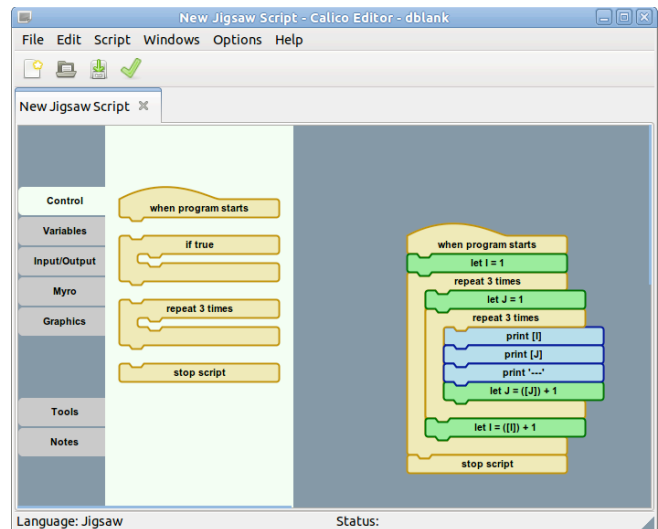 New Jigsaw Script - Calico Editor - dblank
File Edit Script Windows Options Help
New Jigsaw Script
Control
Variables
Input/Output
Myro
Graphics
Tools
Notes
when program starts
if true
repeat 3 times
stop script
when program starts
let I = 1
repeat 3 times
let J = 1
repeat 3 times
print [I]
print [J]
print '---'
let J = ([J]) + 1
let I = ([I]) + 1
stop script
Language: Jigsaw Status: